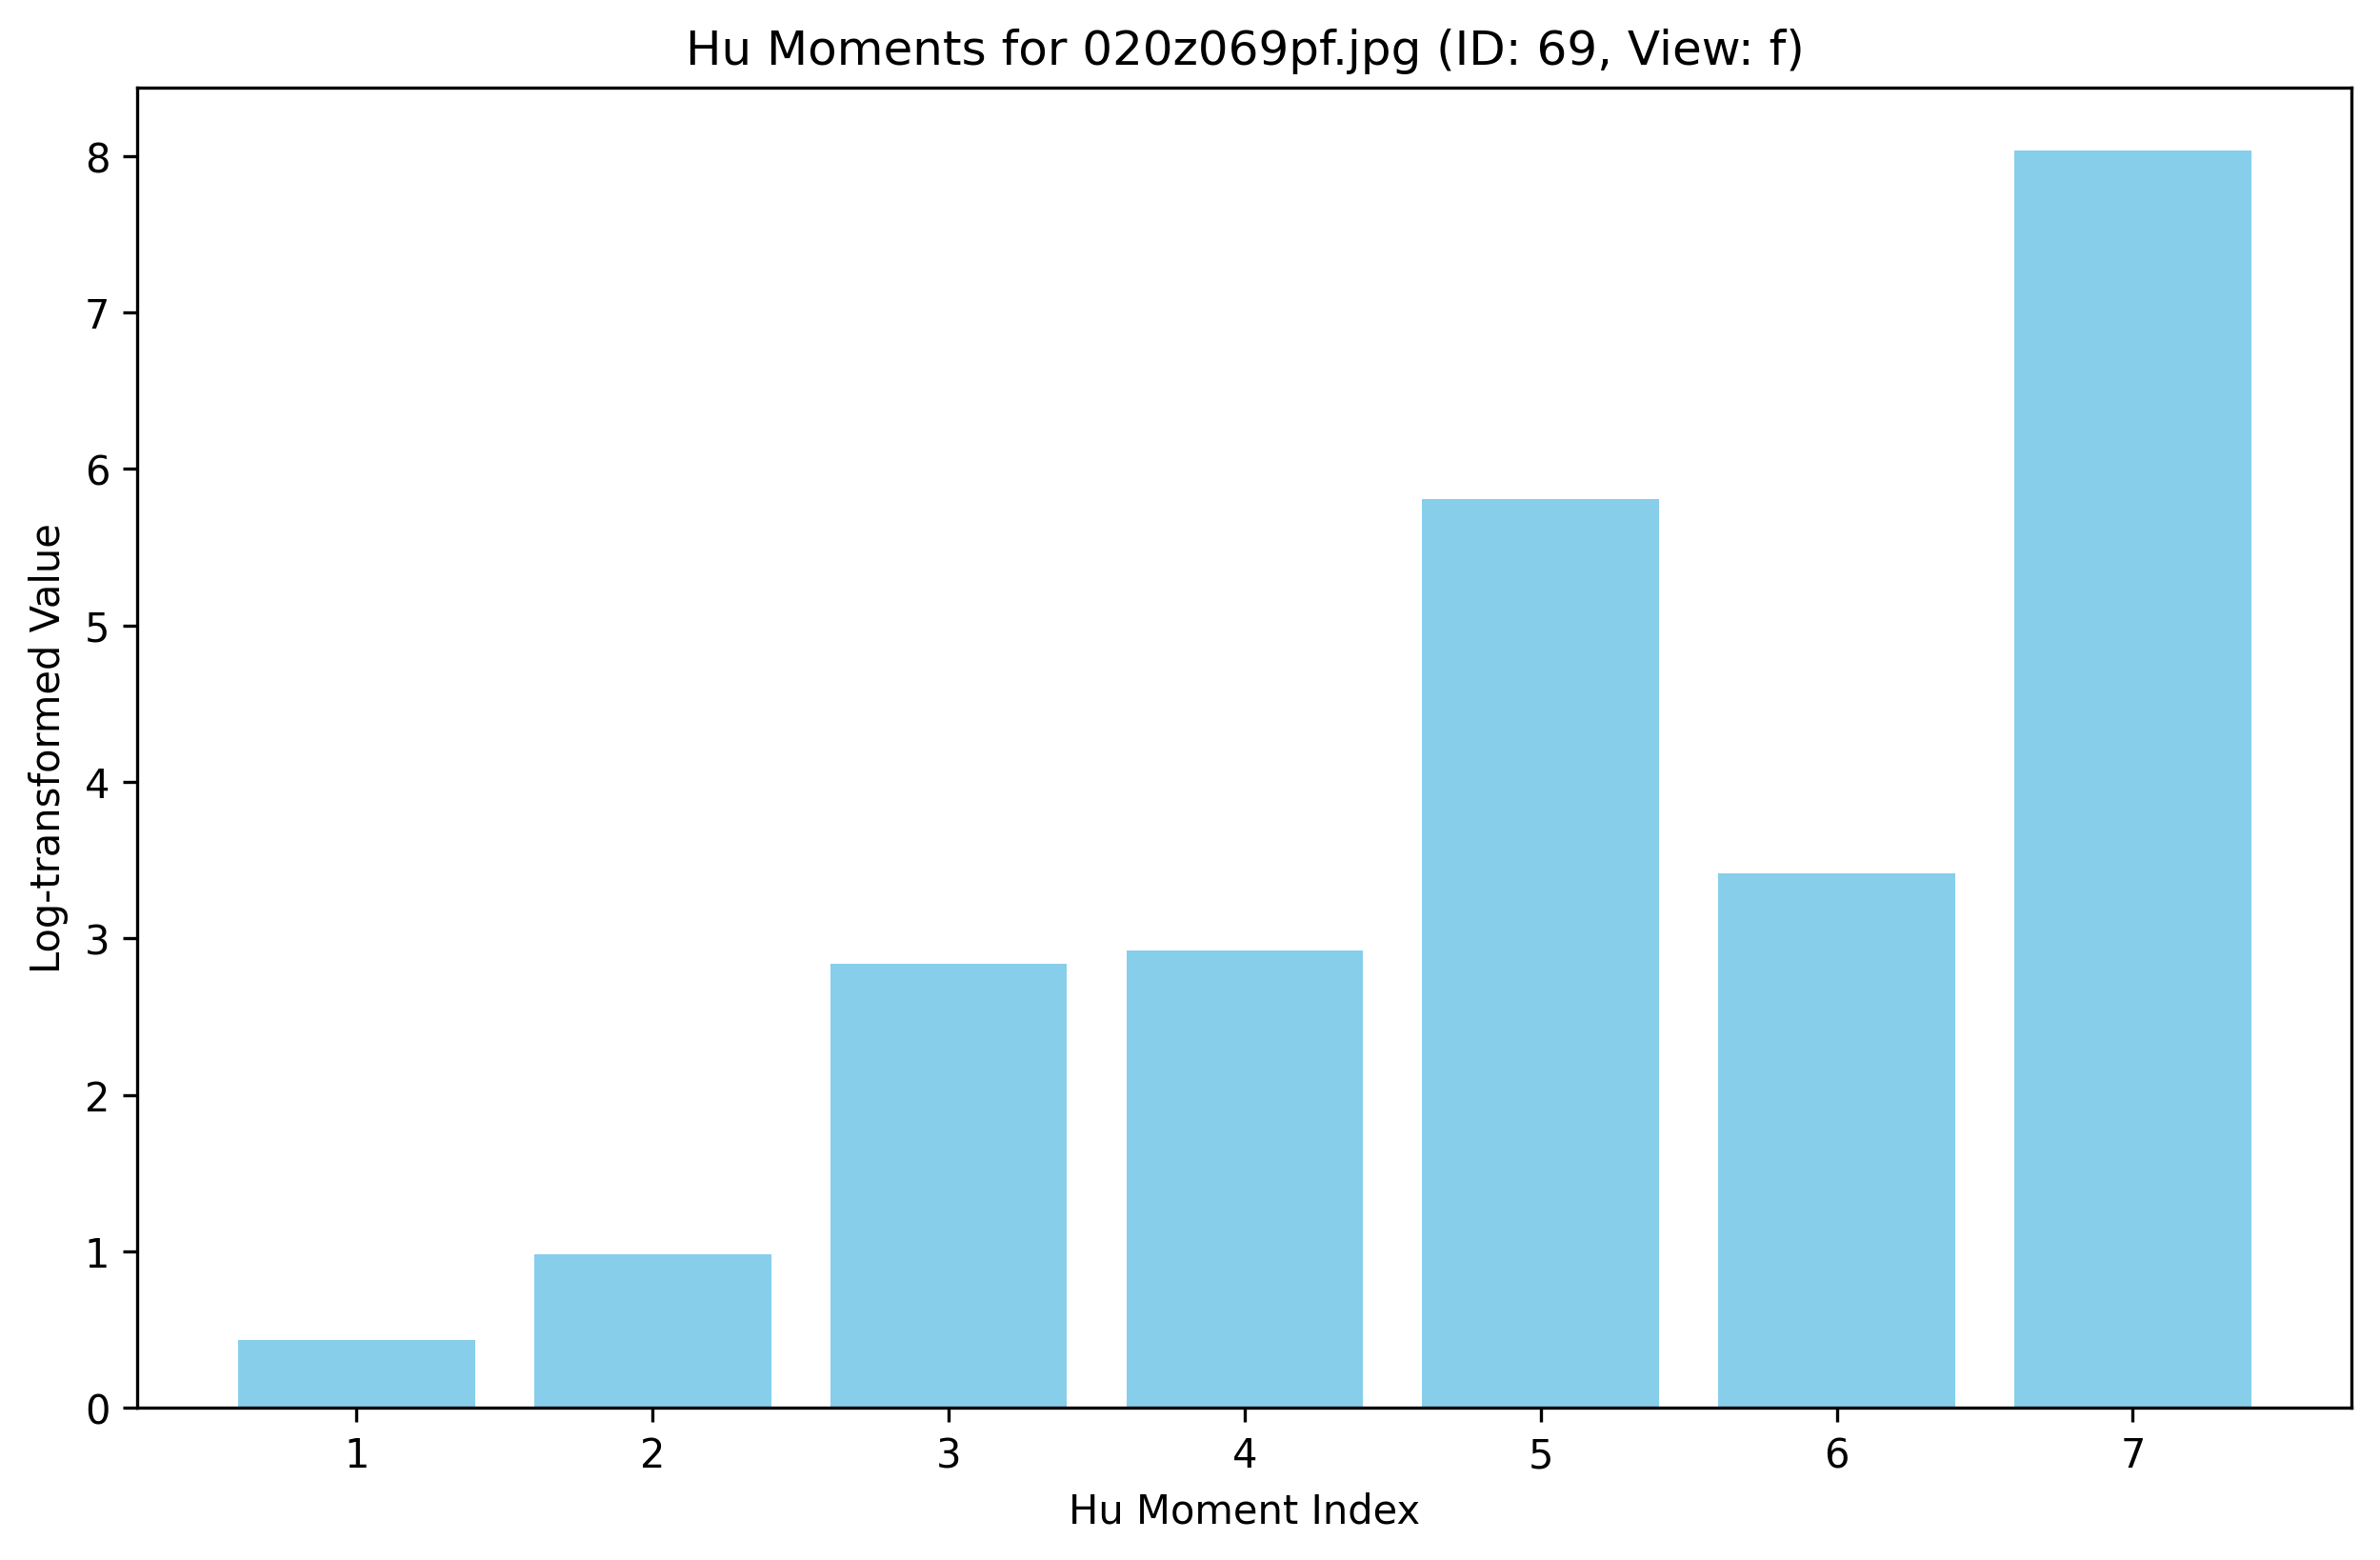 Hu Moments for 020z069pf.jpg (ID: 69, View: f)
Log-transformed Value
8
7
6
5
4
3
2
1
0
1 2 3 4 5 6 7
Hu Moment Index